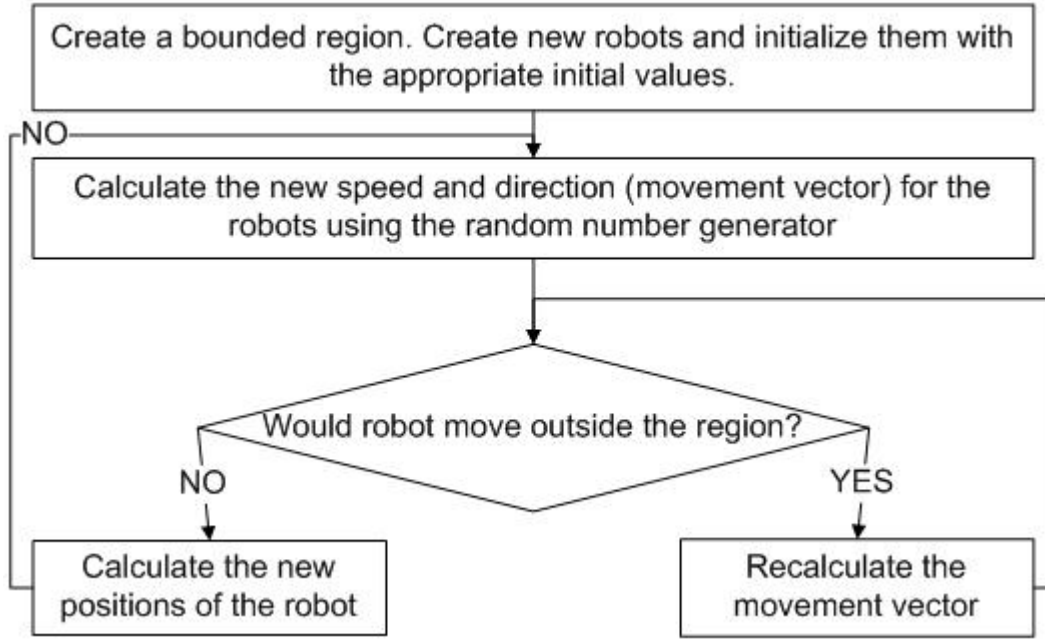 Create a bounded region. Create new robots and initialize them with
the appropriate initial values.
NO
Calculate the new speed and direction (movement vector) for the
robots using the random number generator
Would robot move outside the region?
NO
YES
Calculate the new
positions of the robot
Recalculate the
movement vector